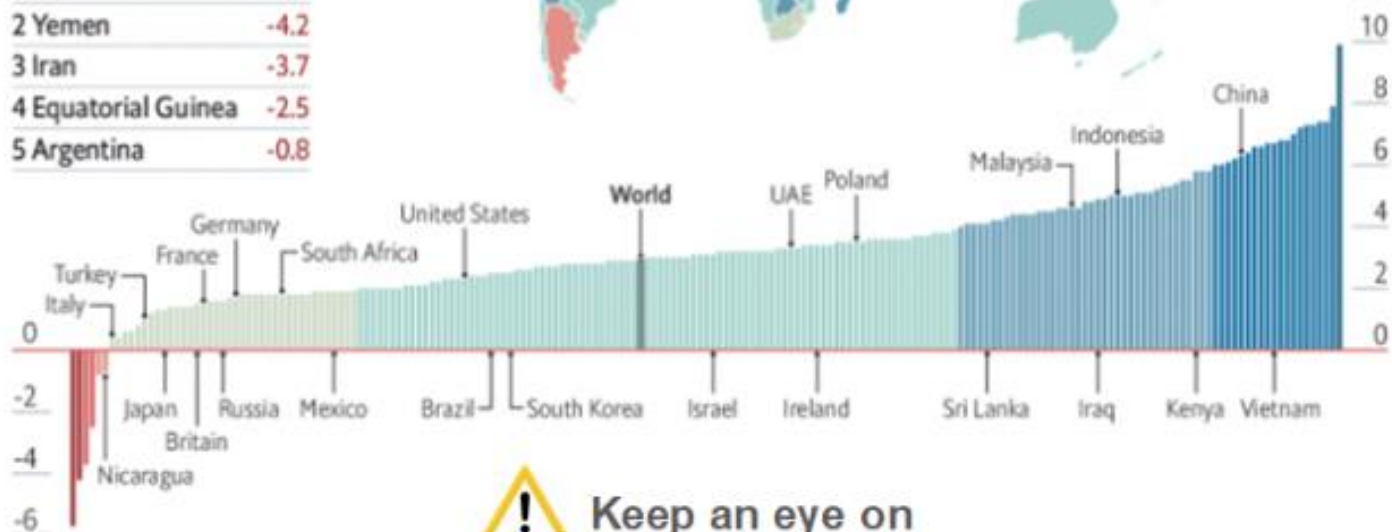 2 Yemen -4.2
3 Iran -3.7
4 Equatorial Guinea -2.5
5 Argentina -0.8
10
8
6
4
2
0
China
Indonesia
Malaysia
Poland
UAE
World
United States
Germany
South Africa
France
Turkey
Italy
0
-2
-4
-6
Japan
Russia
Mexico
Brazil
South Korea
Israel
Ireland
Sri Lanka
Iraq
Kenya
Vietnam
Britain
Nicaragua
! Keep an eye on